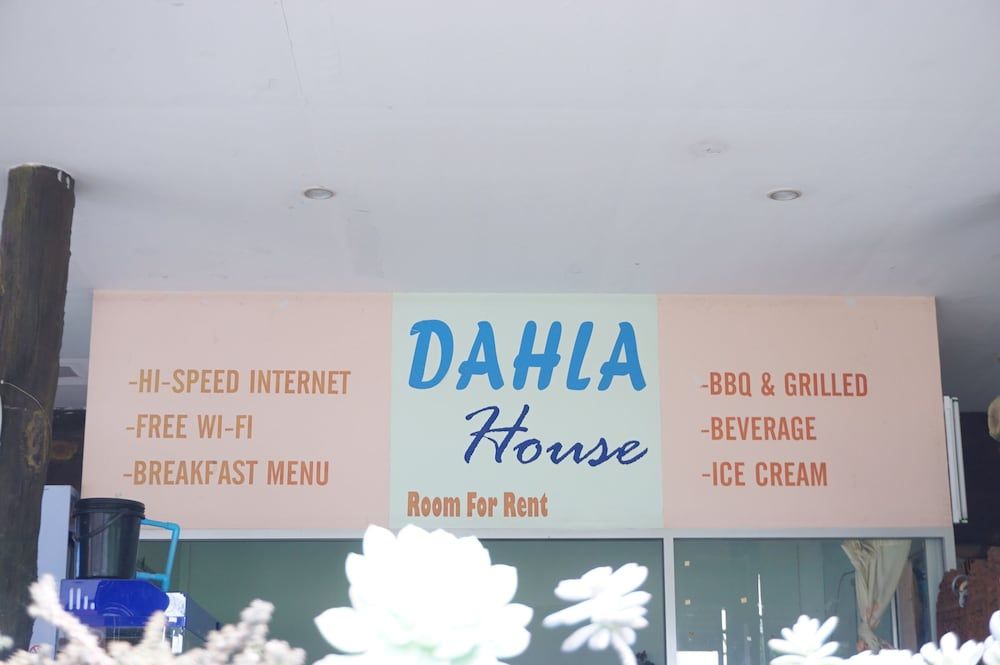 -HI-SPEED INTERNET
-FREE WI-FI
-BREAKFAST MENU
DAHLA
House
Room For Rent
-BBQ & GRILLED
-BEVERAGE
-ICE CREAM